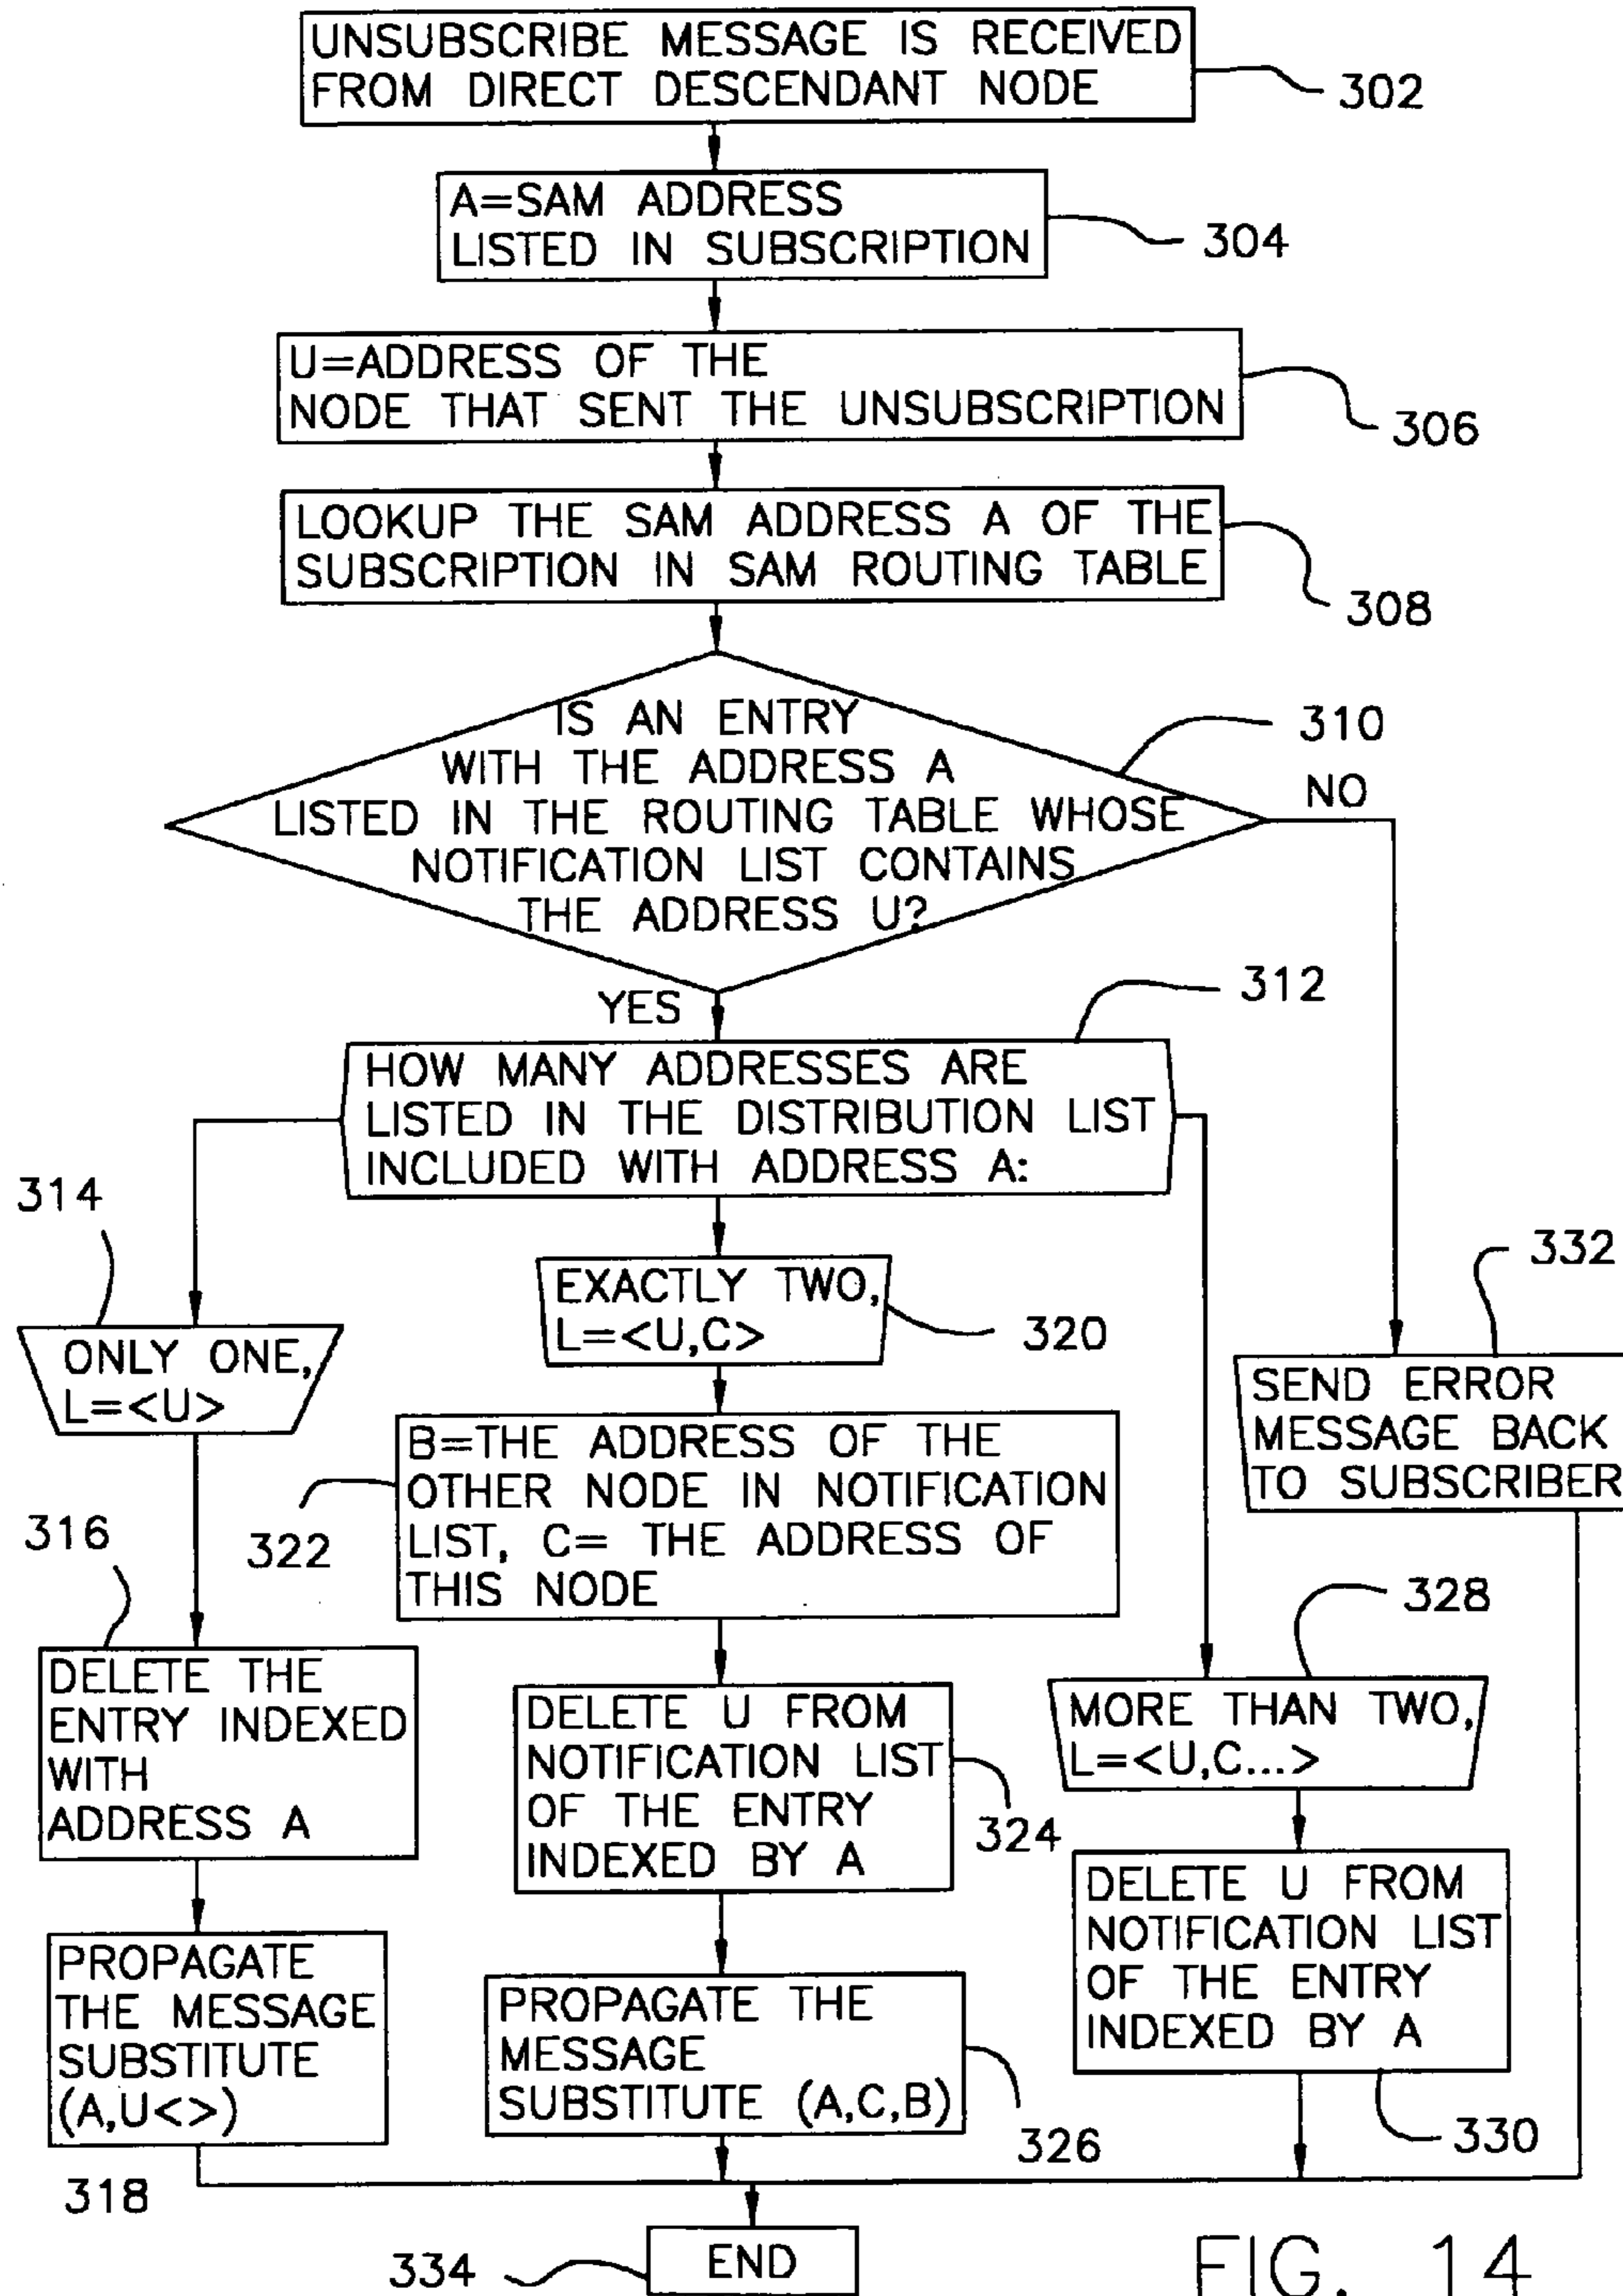 UNSUBSCRIBE MESSAGE IS RECEIVED
FROM DIRECT DESCENDANT NODE
302
A=SAM ADDRESS
LISTED IN SUBSCRIPTION
304
U=ADDRESS OF THE
NODE THAT SENT THE UNSUBSCRIPTION
306
LOOKUP THE SAM ADDRESS A OF THE
SUBSCRIPTION IN SAM ROUTING TABLE
308
IS AN ENTRY
WITH THE ADDRESS A
LISTED IN THE ROUTING TABLE WHOSE
NOTIFICATION LIST CONTAINS
THE ADDRESS U?
310
NO
YES
312
HOW MANY ADDRESSES ARE
LISTED IN THE DISTRIBUTION LIST
INCLUDED WITH ADDRESS A:
314
ONLY ONE,
L=<U>
EXACTLY TWO,
L=<U,C>
320
332
SEND ERROR
MESSAGE BACK
TO SUBSCRIBER
B=THE ADDRESS OF THE
OTHER NODE IN NOTIFICATION
LIST, C= THE ADDRESS OF
THIS NODE
322
316
DELETE THE
ENTRY INDEXED
WITH
ADDRESS A
DELETE U FROM
NOTIFICATION LIST
OF THE ENTRY
INDEXED BY A
324
328
MORE THAN TWO,
L=<U,C...>
DELETE U FROM
NOTIFICATION LIST
OF THE ENTRY
INDEXED BY A
330
PROPAGATE
THE MESSAGE
SUBSTITUTE
(A,U<>)
318
PROPAGATE THE
MESSAGE
SUBSTITUTE (A,C,B)
326
END
334
FIG. 14